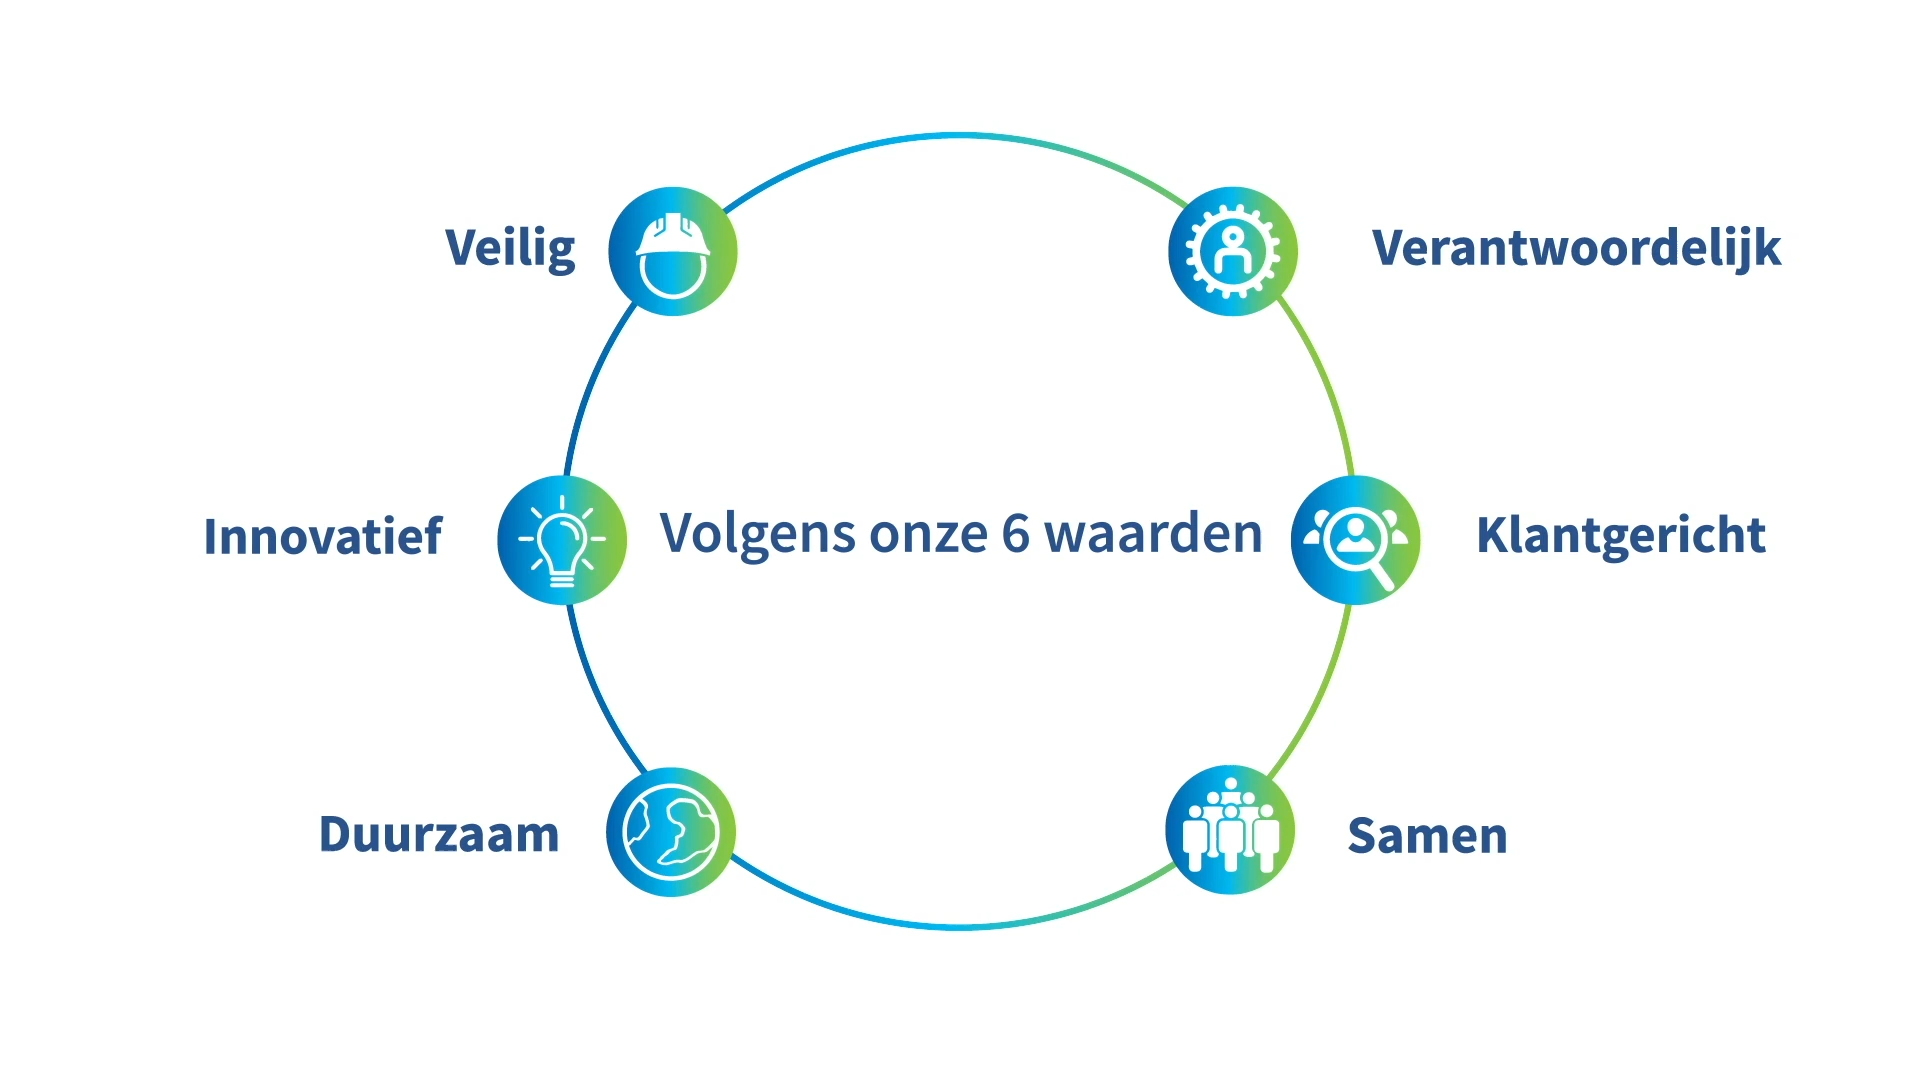 Veilig
Verantwoordelijk
Innovatief
Volgens onze 6 waarden
Klantgericht
Duurzaam
Samen